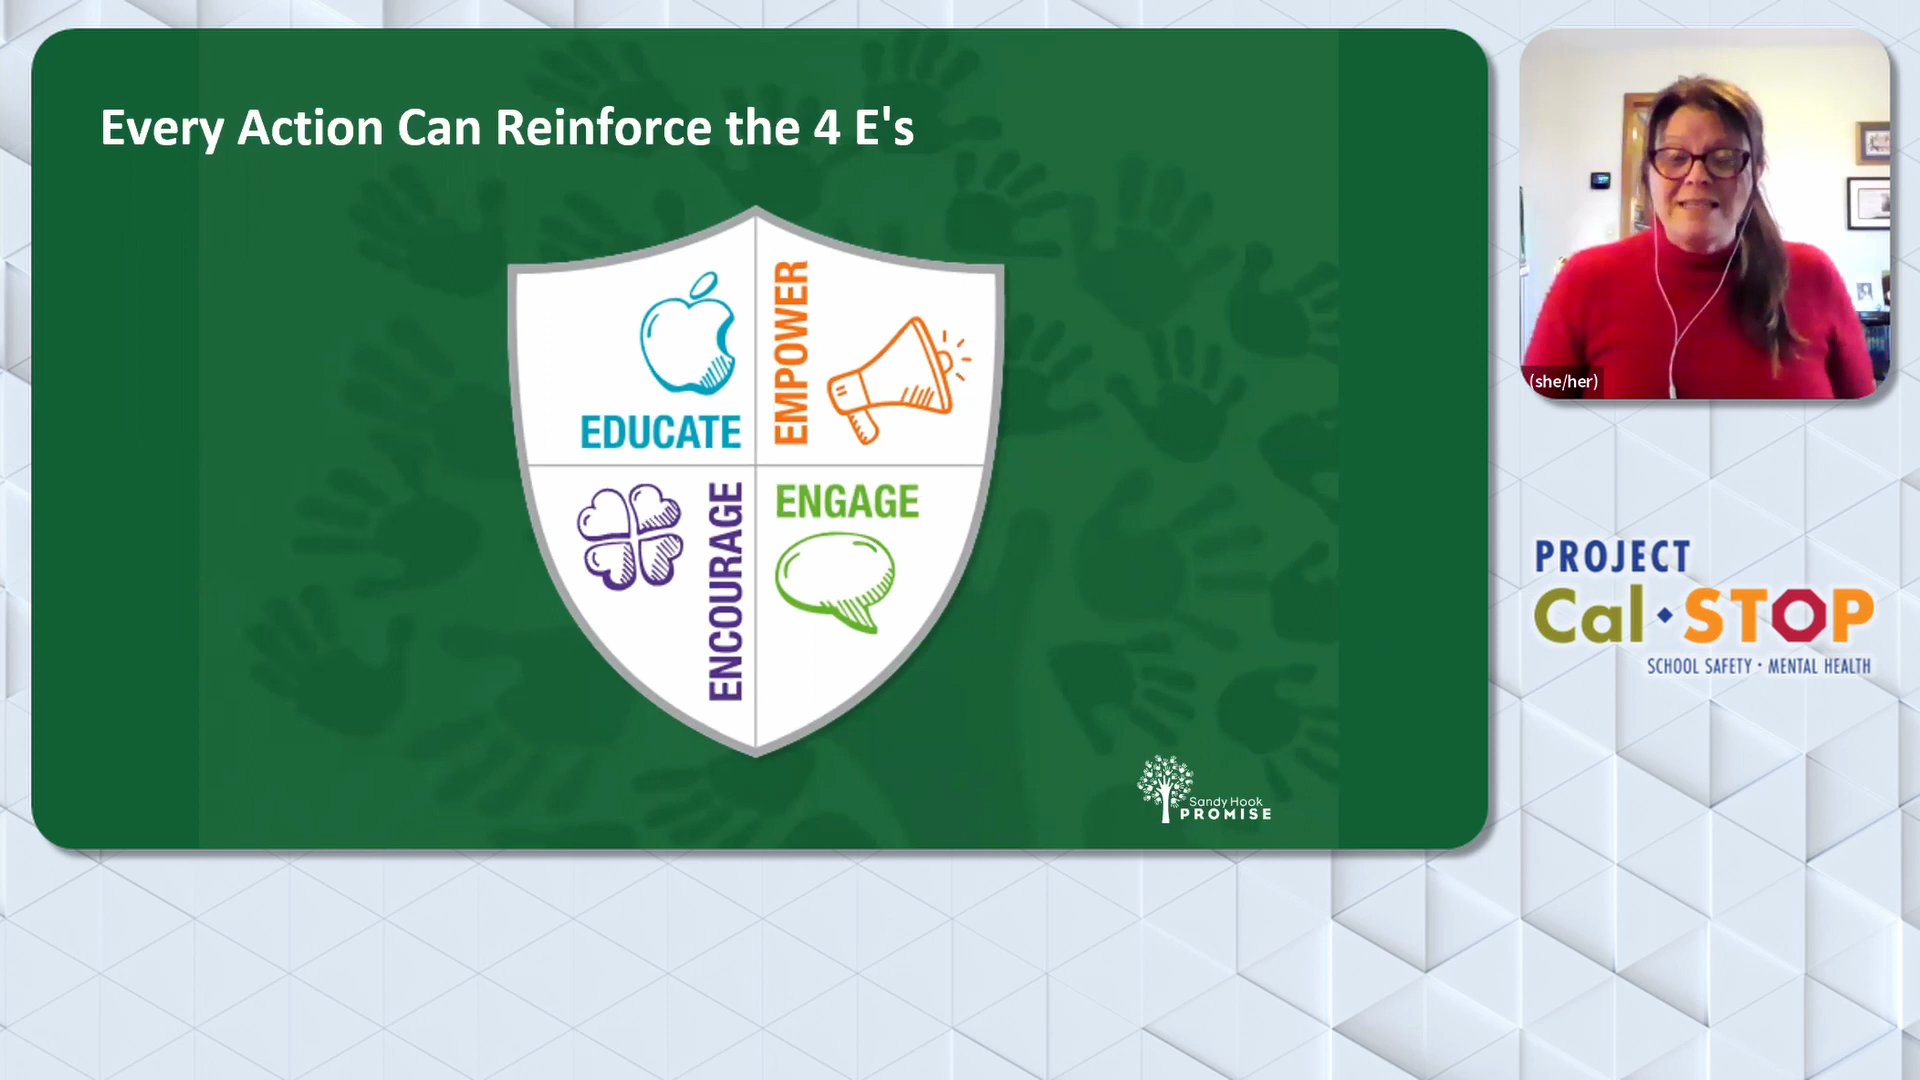 Every Action Can Reinforce the 4 E's
EDUCATE
EMPOWER
ENCOURAGE
ENGAGE
Sandy Hook
PROMISE
(she/her)
PROJECT
Cal·STOP
SCHOOL SAFETY · MENTAL HEALTH